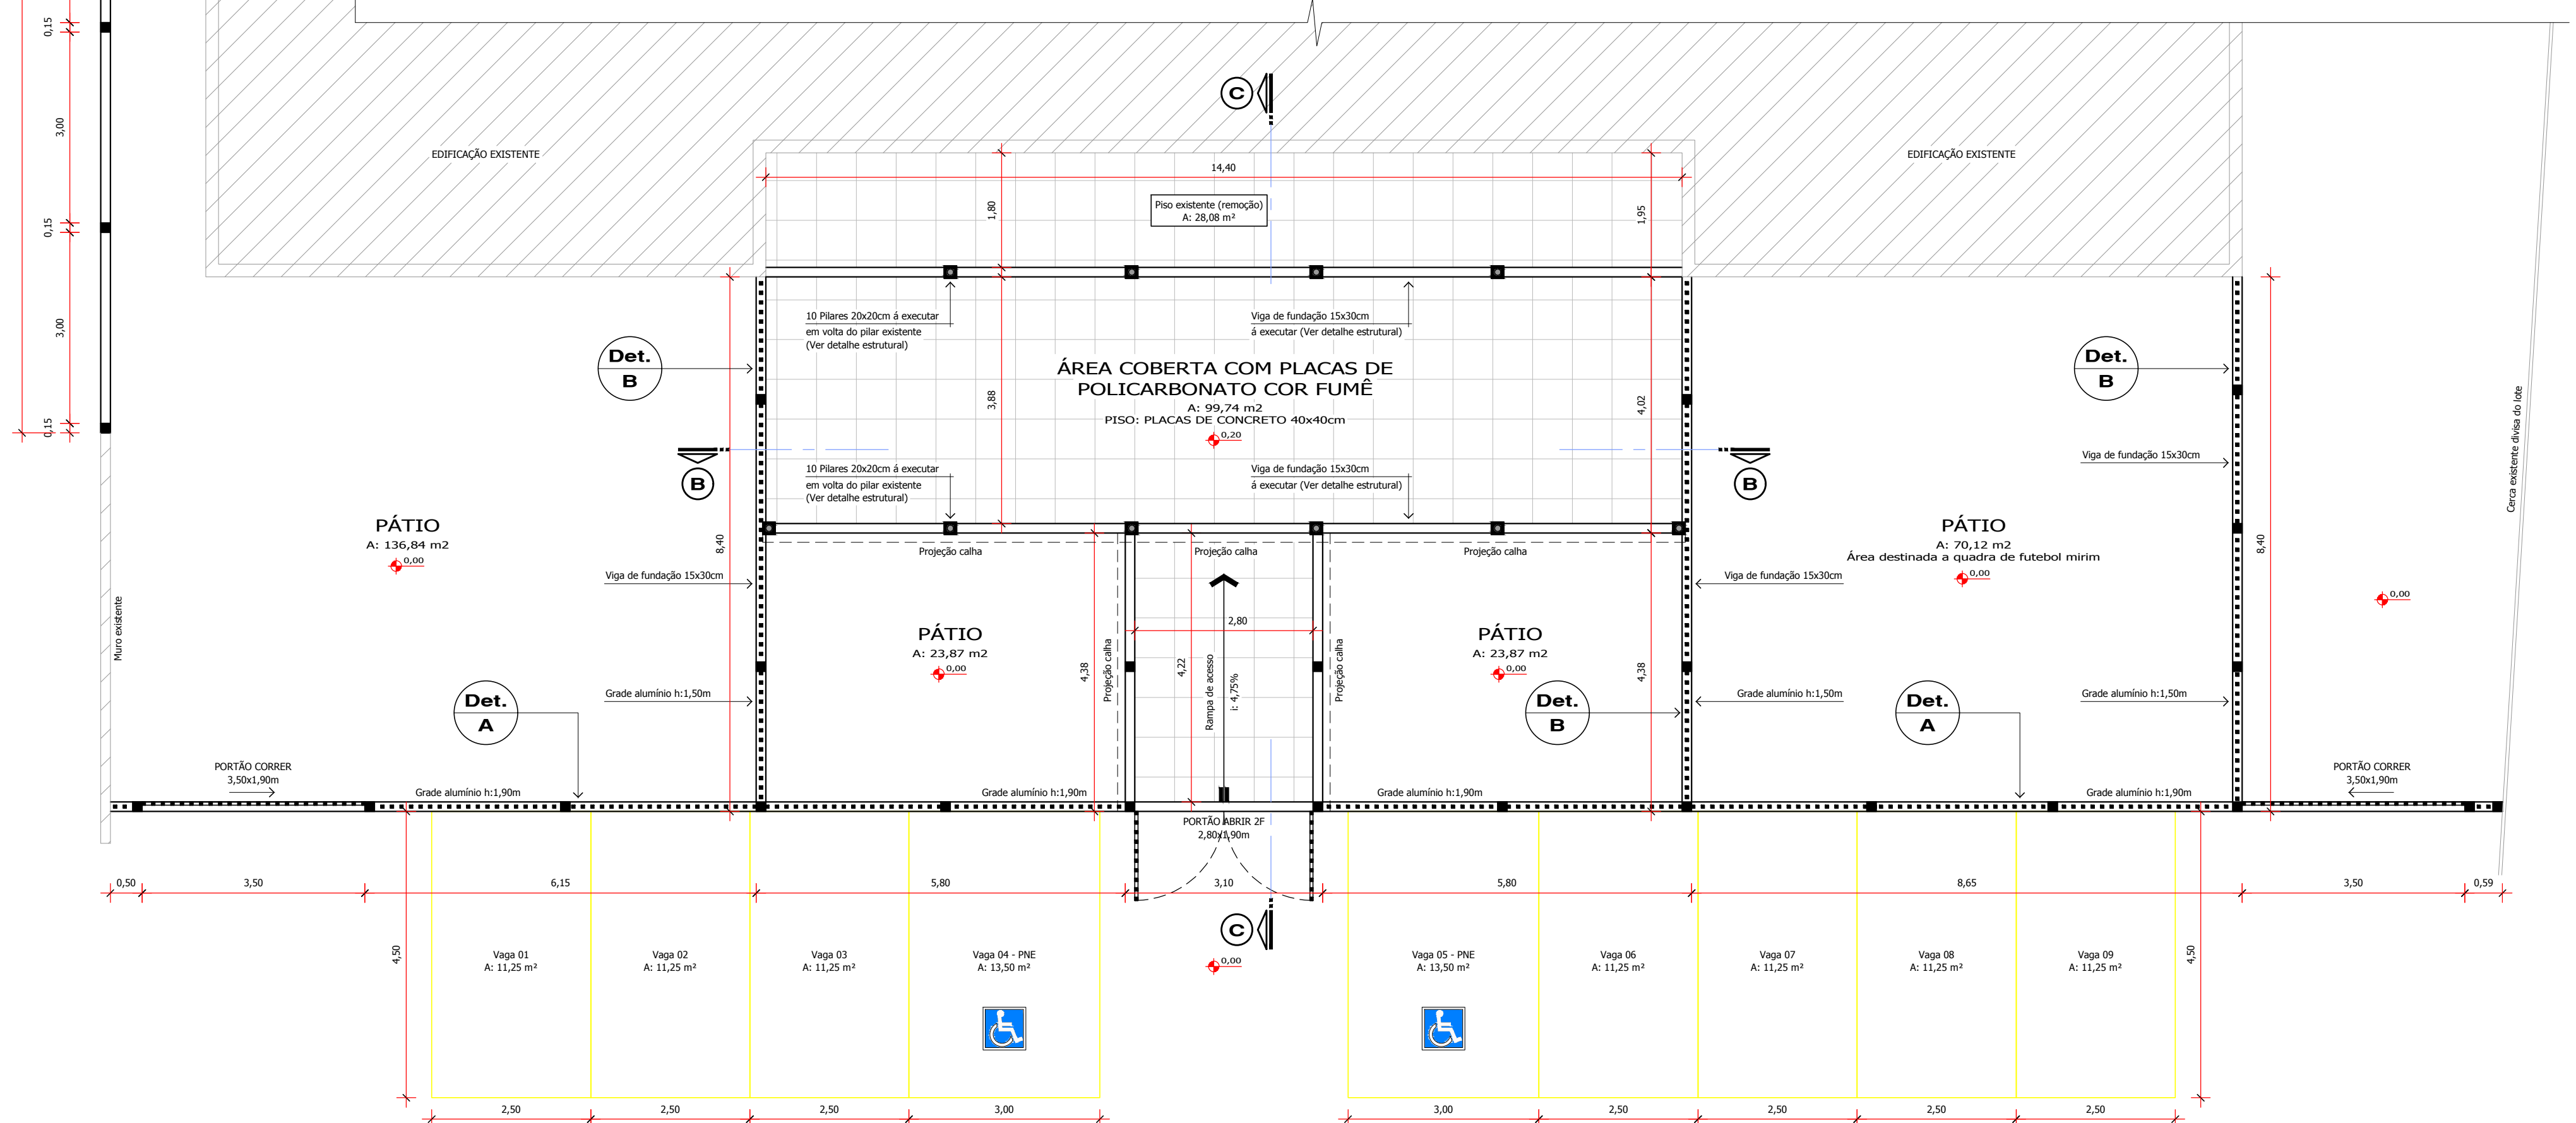 0,15
3,00
0,15
3,00
0,15
EDIFICAÇÃO EXISTENTE
C
EDIFICAÇÃO EXISTENTE
14,40
1,80
1,95
Piso existente (remoção)
A: 28,08 m²
10 Pilares 20x20cm á executar
em volta do pilar existente
(Ver detalhe estrutural)
Viga de fundação 15x30cm
á executar (Ver detalhe estrutural)
Det.
B
Det.
B
ÁREA COBERTA COM PLACAS DE
POLICARBONATO COR FUMÊ
A: 99,74 m2
PISO: PLACAS DE CONCRETO 40x40cm
0,20
3,88
4,02
10 Pilares 20x20cm á executar
em volta do pilar existente
(Ver detalhe estrutural)
Viga de fundação 15x30cm
á executar (Ver detalhe estrutural)
B
B
Viga de fundação 15x30cm
Cerca existente divisa do lote
PÁTIO
A: 136,84 m2
0,00
8,40
Projeção calha
Projeção calha
Projeção calha
PÁTIO
A: 70,12 m2
Área destinada a quadra de futebol mirim
0,00
8,40
0,00
Viga de fundação 15x30cm
Viga de fundação 15x30cm
Muro existente
PÁTIO
A: 23,87 m2
0,00
4,38
Projeção calha
4,22
2,80
Rampa de acesso
i: 4,75%
Projeção calha
PÁTIO
A: 23,87 m2
0,00
4,38
Grade alumínio h:1,50m
Grade alumínio h:1,50m
Grade alumínio h:1,50m
Det.
A
Det.
B
Det.
A
PORTÃO CORRER
3,50x1,90m
Grade alumínio h:1,90m
Grade alumínio h:1,90m
Grade alumínio h:1,90m
Grade alumínio h:1,90m
PORTÃO CORRER
3,50x1,90m
PORTÃO ABRIR 2F
2,80x1,90m
0,50
3,50
6,15
5,80
3,10
5,80
8,65
3,50
0,59
C
0,00
4,50
Vaga 01
A: 11,25 m²
Vaga 02
A: 11,25 m²
Vaga 03
A: 11,25 m²
Vaga 04 - PNE
A: 13,50 m²
Vaga 05 - PNE
A: 13,50 m²
Vaga 06
A: 11,25 m²
Vaga 07
A: 11,25 m²
Vaga 08
A: 11,25 m²
Vaga 09
A: 11,25 m²
4,50
2,50
2,50
2,50
3,00
3,00
2,50
2,50
2,50
2,50